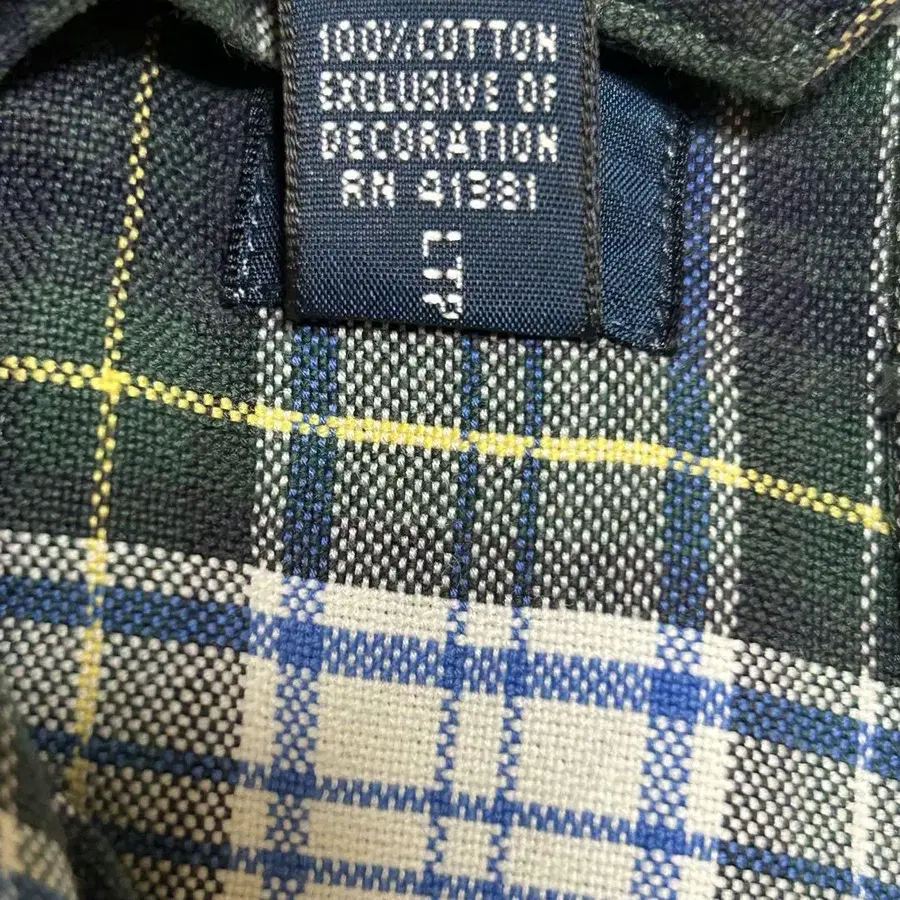 100% COTTON
EXCLUSIVE OF
DECORATION
RN 41381
LTP